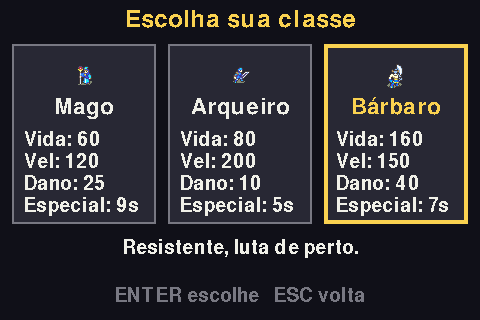 Escolha sua classe
Mago
Vida: 60
Vel: 120
Dano: 25
Especial: 9s
Arqueiro
Vida: 80
Vel: 200
Dano: 10
Especial: 5s
Bárbaro
Vida: 160
Vel: 150
Dano: 40
Especial: 7s
Resistente, luta de perto.
ENTER escolhe   ESC volta